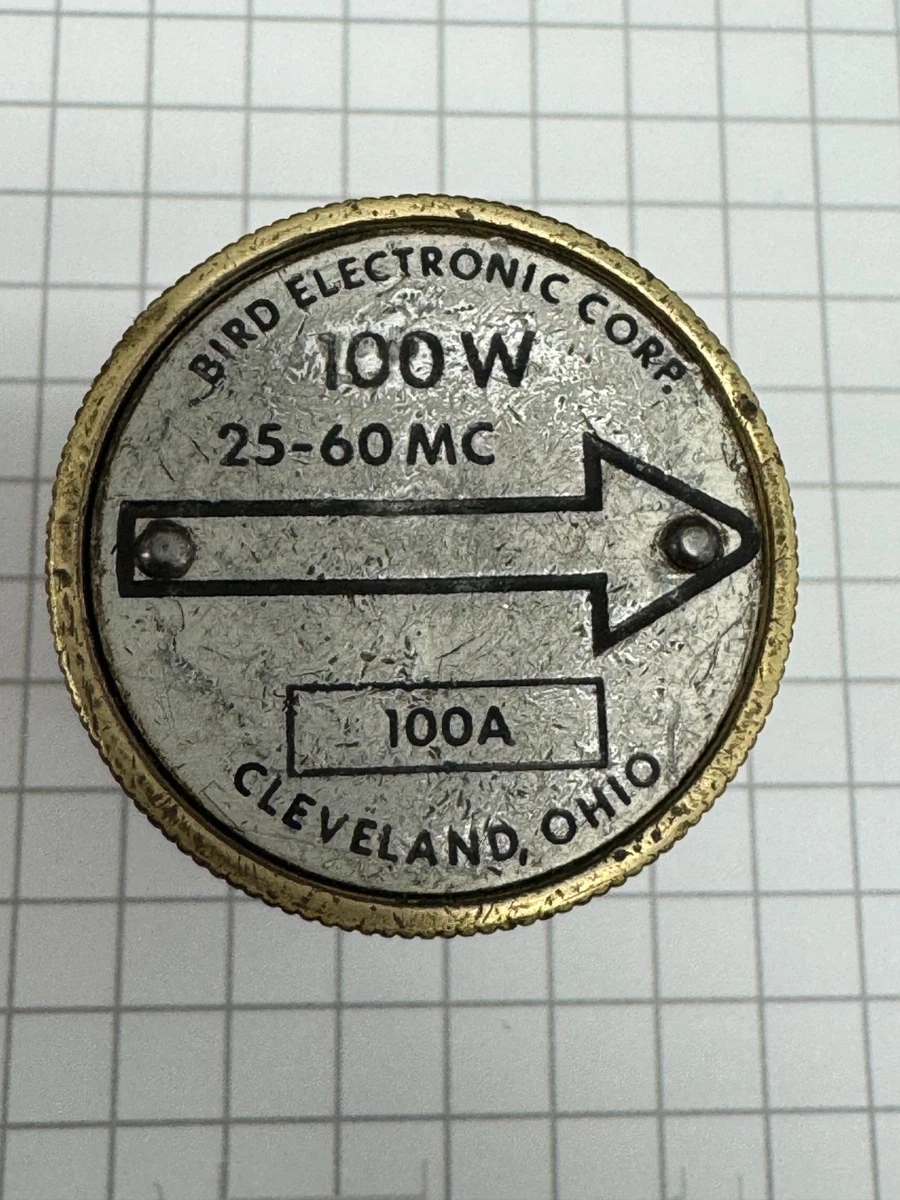 BIRD ELECTRONIC CORP.
100 W
25-60 MC
100A
CLEVELAND, OHIO